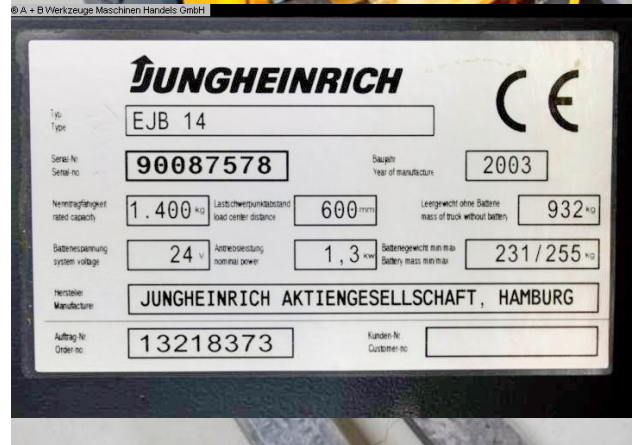 ® A + B Werkzeuge Maschinen Handels GmbH
JUNGHEINRICH
CE
Typ
Type
EJB 14
Serial-Nr.
Serial-no.
90087578
Baujahr
Year of manufacture
2003
Nenntragfähigkeit
rated capacity
1.400 kg
Lastschwerpunktabstand
load center distance
600 mm
Leergewicht ohne Batterie
mass of truck without battery
932 kg
Batteriespannung
system voltage
24 V
Antriebsleistung
nominal power
1,3 kW
Batteriegewicht min max
Battery mass min max
231/255 kg
Hersteller
Manufacture
JUNGHEINRICH AKTIENGESELLSCHAFT, HAMBURG
Auftrag-Nr.
Order-no.
13218373
Kunden-Nr.
Customer-no